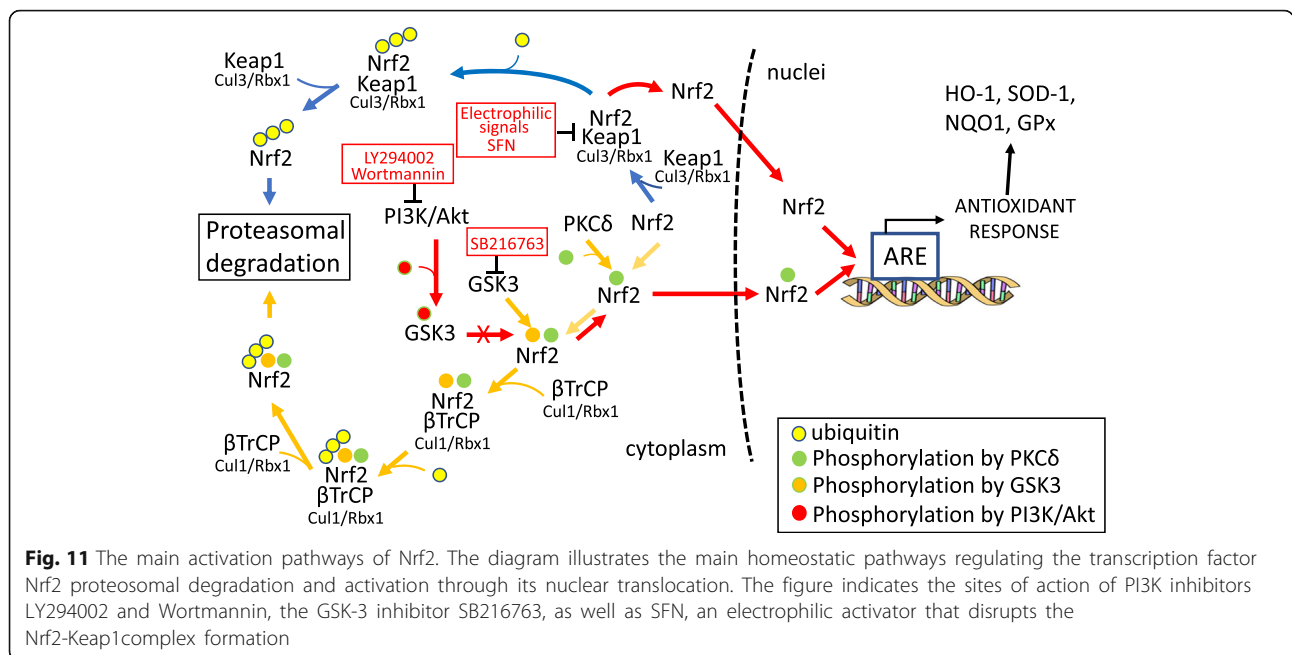 Keap1
Cul3/Rbx1
Nrf2
Keap1
Cul3/Rbx1
Nrf2
Proteasomal
degradation
Electrophilic
signals
SFN
Nrf2
Keap1
Cul3/Rbx1
Keap1
Cul3/Rbx1
Nrf2
LY294002
Wortmannin
PI3K/Akt
SB216763
GSK3
PKCδ
Nrf2
Nrf2
GSK3
Nrf2
βTrCP
Cul1/Rbx1
Nrf2
βTrCP
Cul1/Rbx1
Nrf2
βTrCP
Cul1/Rbx1
βTrCP
Cul1/Rbx1
Nrf2
cytoplasm
nuclei
Nrf2
Nrf2
ARE
ANTIOXIDANT
RESPONSE
HO-1, SOD-1,
NQO1, GPx
ubiquitin
Phosphorylation by PKCδ
Phosphorylation by GSK3
Phosphorylation by PI3K/Akt
Fig. 11 The main activation pathways of Nrf2. The diagram illustrates the main homeostatic pathways regulating the transcription factor
Nrf2 proteosomal degradation and activation through its nuclear translocation. The figure indicates the sites of action of PI3K inhibitors
LY294002 and Wortmannin, the GSK-3 inhibitor SB216763, as well as SFN, an electrophilic activator that disrupts the
Nrf2-Keap1complex formation